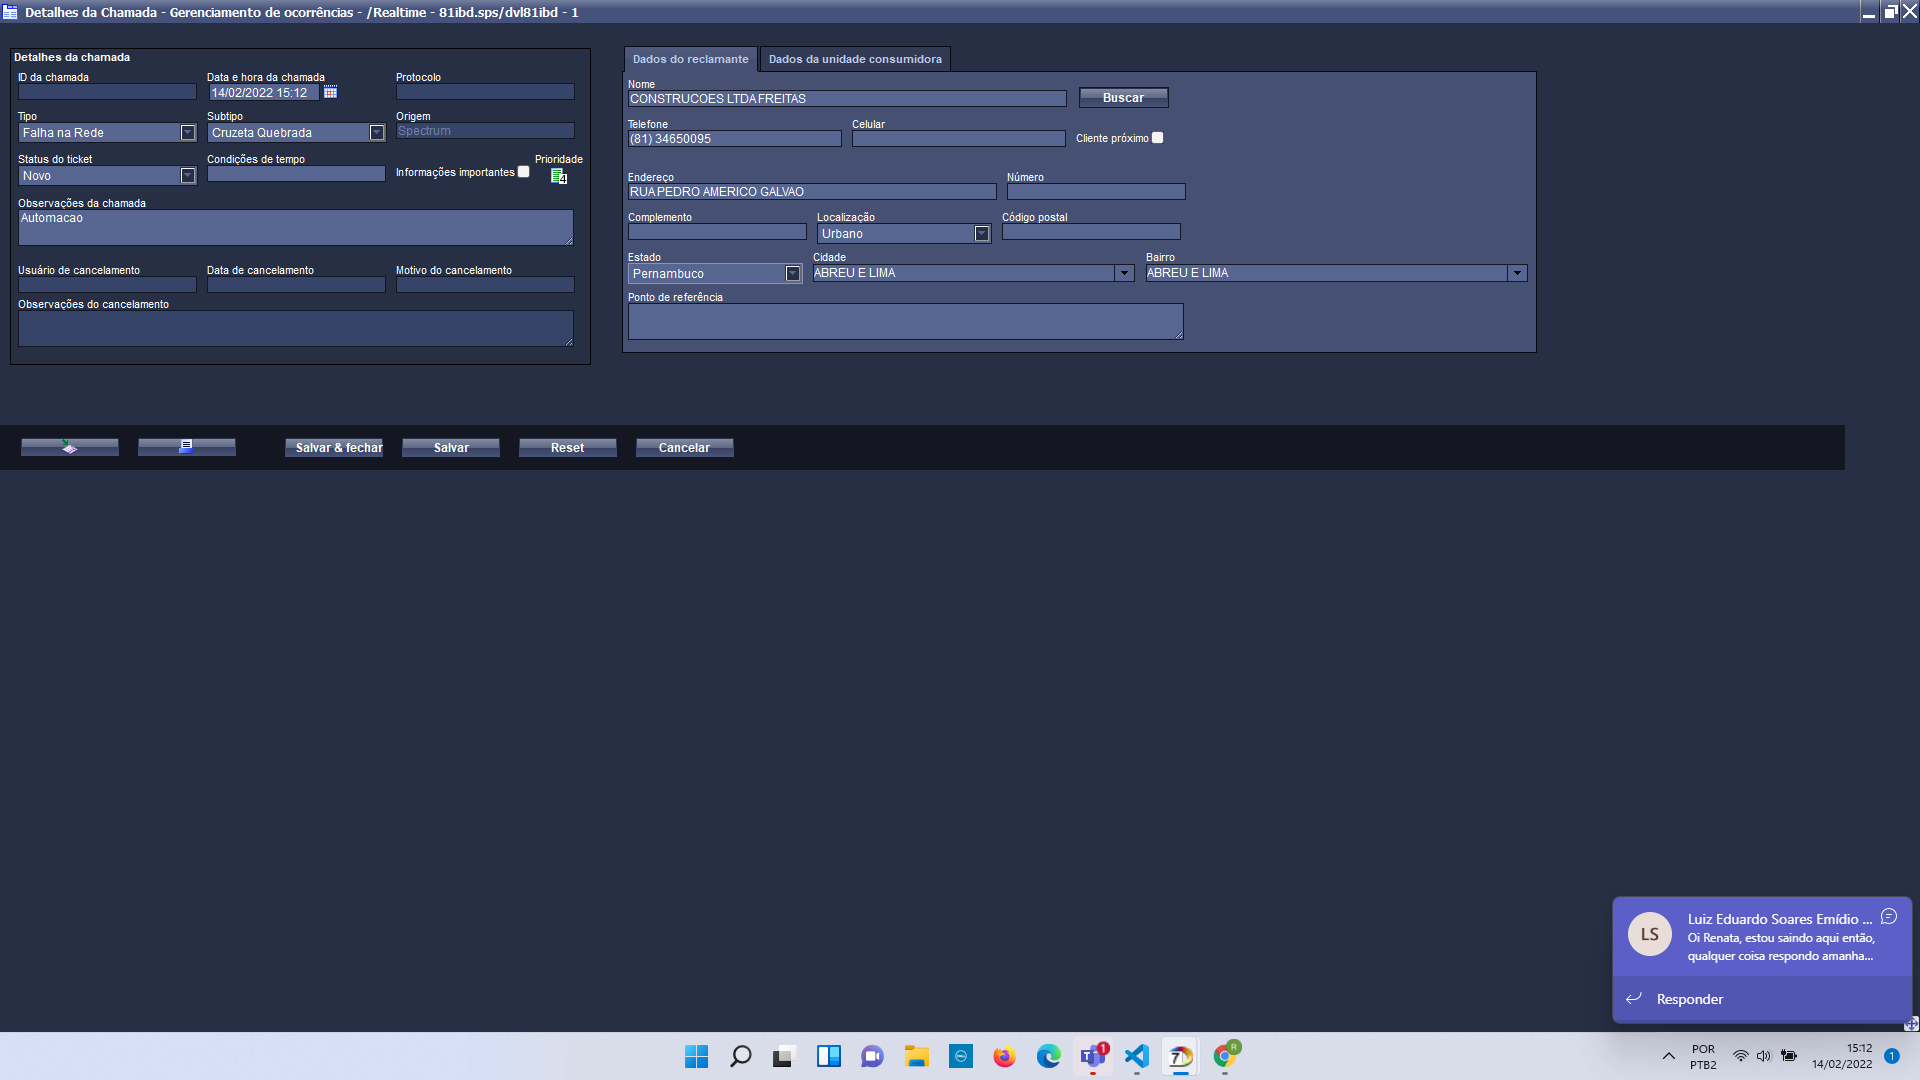 Detalhes da Chamada - Gerenciamento de ocorrências - /Realtime - 81ibd.sps/dvl81ibd - 1
Detalhes da chamada
ID da chamada
Data e hora da chamada
Protocolo
14/02/2022 15:12
Tipo
Subtipo
Origem
Falha na Rede
Cruzeta Quebrada
Spectrum
Status do ticket
Condições de tempo
Informações importantes
Prioridade
Novo
4
Observações da chamada
Automacao
Usuário de cancelamento
Data de cancelamento
Motivo do cancelamento
Observações do cancelamento
Dados do reclamante
Dados da unidade consumidora
Nome
CONSTRUCOES LTDA FREITAS
Buscar
Telefone
Celular
(81) 34650095
Cliente próximo
Endereço
Número
RUA PEDRO AMERICO GALVAO
Complemento
Localização
Código postal
Urbano
Estado
Cidade
Bairro
Pernambuco
ABREU E LIMA
ABREU E LIMA
Ponto de referência
Salvar & fechar
Salvar
Reset
Cancelar
LS
Luiz Eduardo Soares Emídio ...
Oi Renata, estou saindo aqui então,
qualquer coisa respondo amanha...
Responder
1
7
R
POR
PTB2
15:12
14/02/2022
1